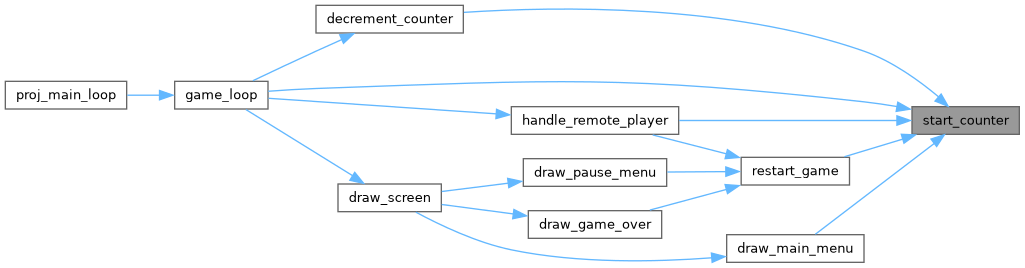 decrement_counter
proj_main_loop
game_loop
handle_remote_player
start_counter
draw_pause_menu
restart_game
draw_screen
draw_game_over
draw_main_menu